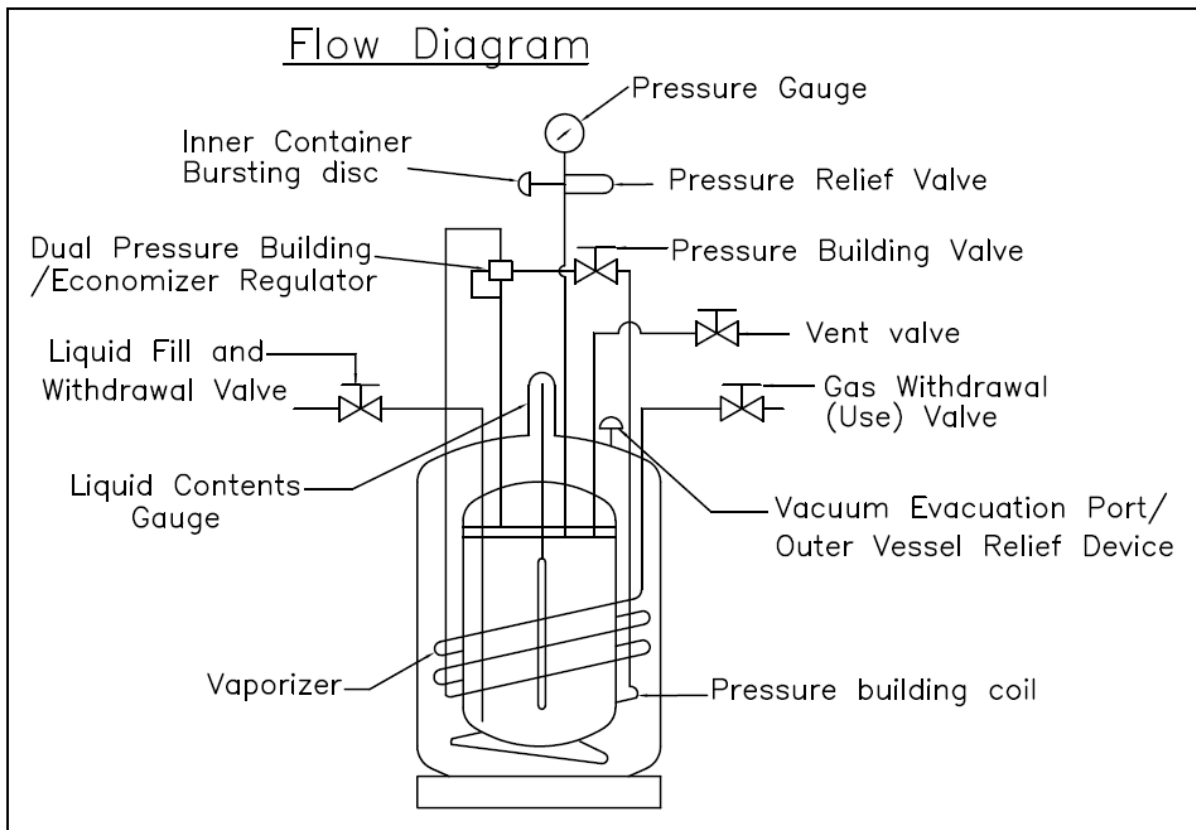 Flow Diagram
Pressure Gauge
Inner Container
Bursting disc
Pressure Relief Valve
Dual Pressure Building
/Economizer Regulator
Pressure Building Valve
Vent valve
Liquid Fill and
Withdrawal Valve
Gas Withdrawal
(Use) Valve
Liquid Contents
Gauge
Vacuum Evacuation Port/
Outer Vessel Relief Device
Vaporizer
Pressure building coil